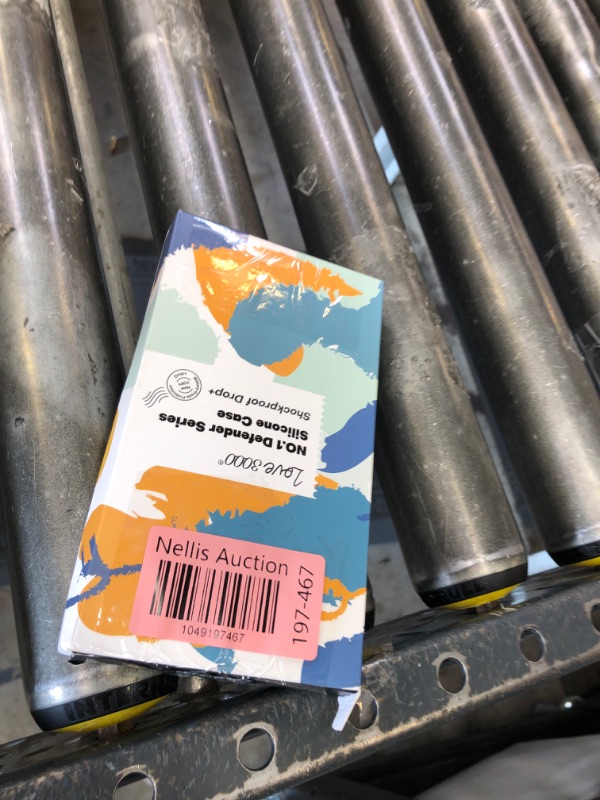 Love 3000®
NO.1 Defender Series
Silicone Case
Shockproof Drop+
Nellis Auction
1049197467
197-467